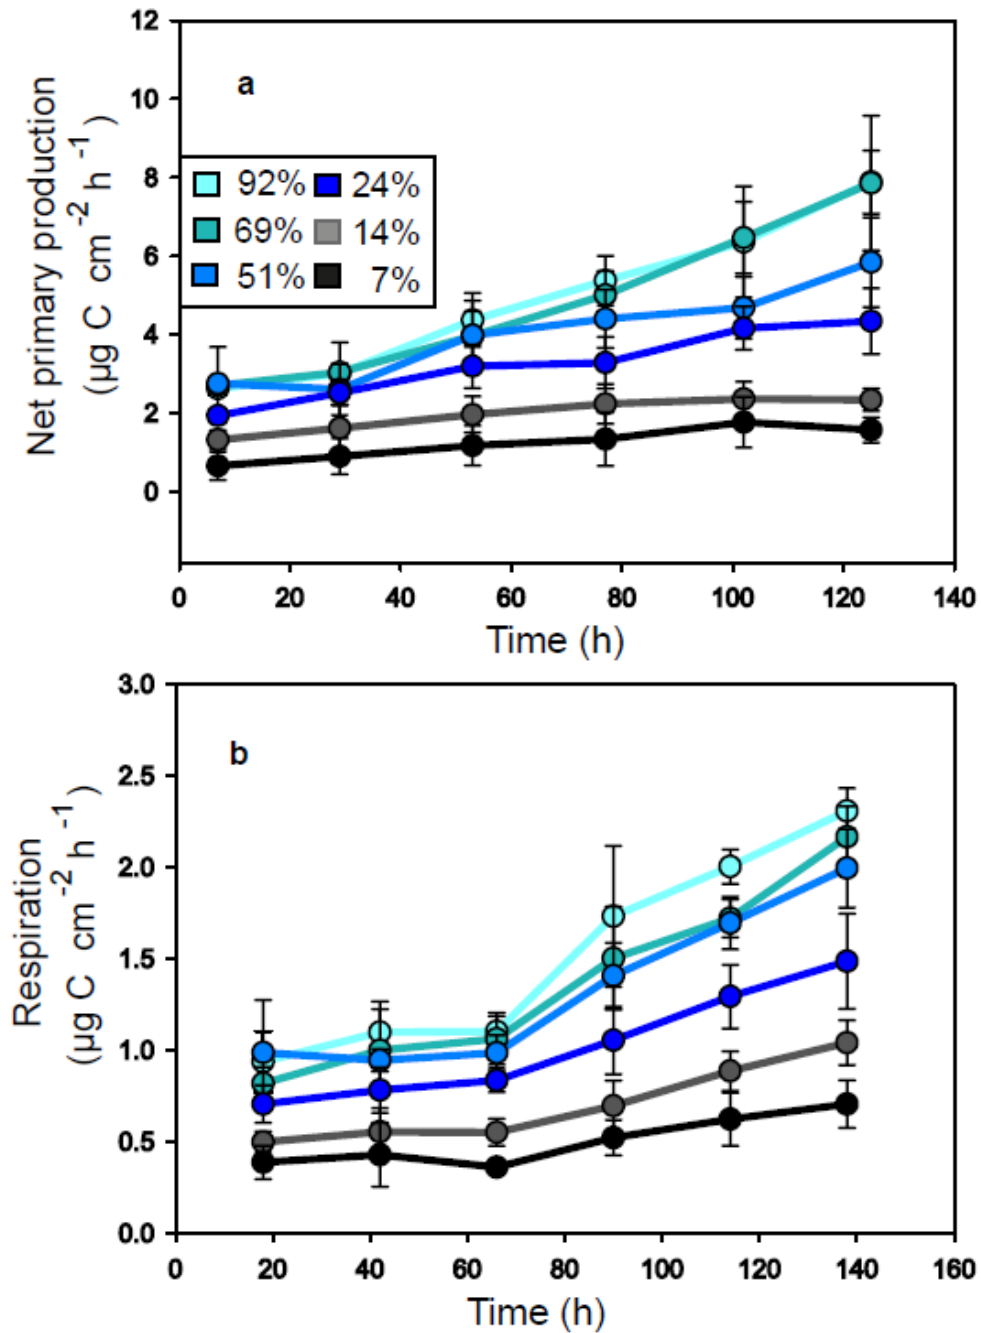 12
10
8
6
4
2
0
Net primary production
(µg C cm⁻² h⁻¹)
a
92% 24%
69% 14%
51% 7%
0 20 40 60 80 100 120 140
Time (h)
3.0
2.5
2.0
1.5
1.0
0.5
0.0
Respiration
(µg C cm⁻² h⁻¹)
b
0 20 40 60 80 100 120 140 160
Time (h)